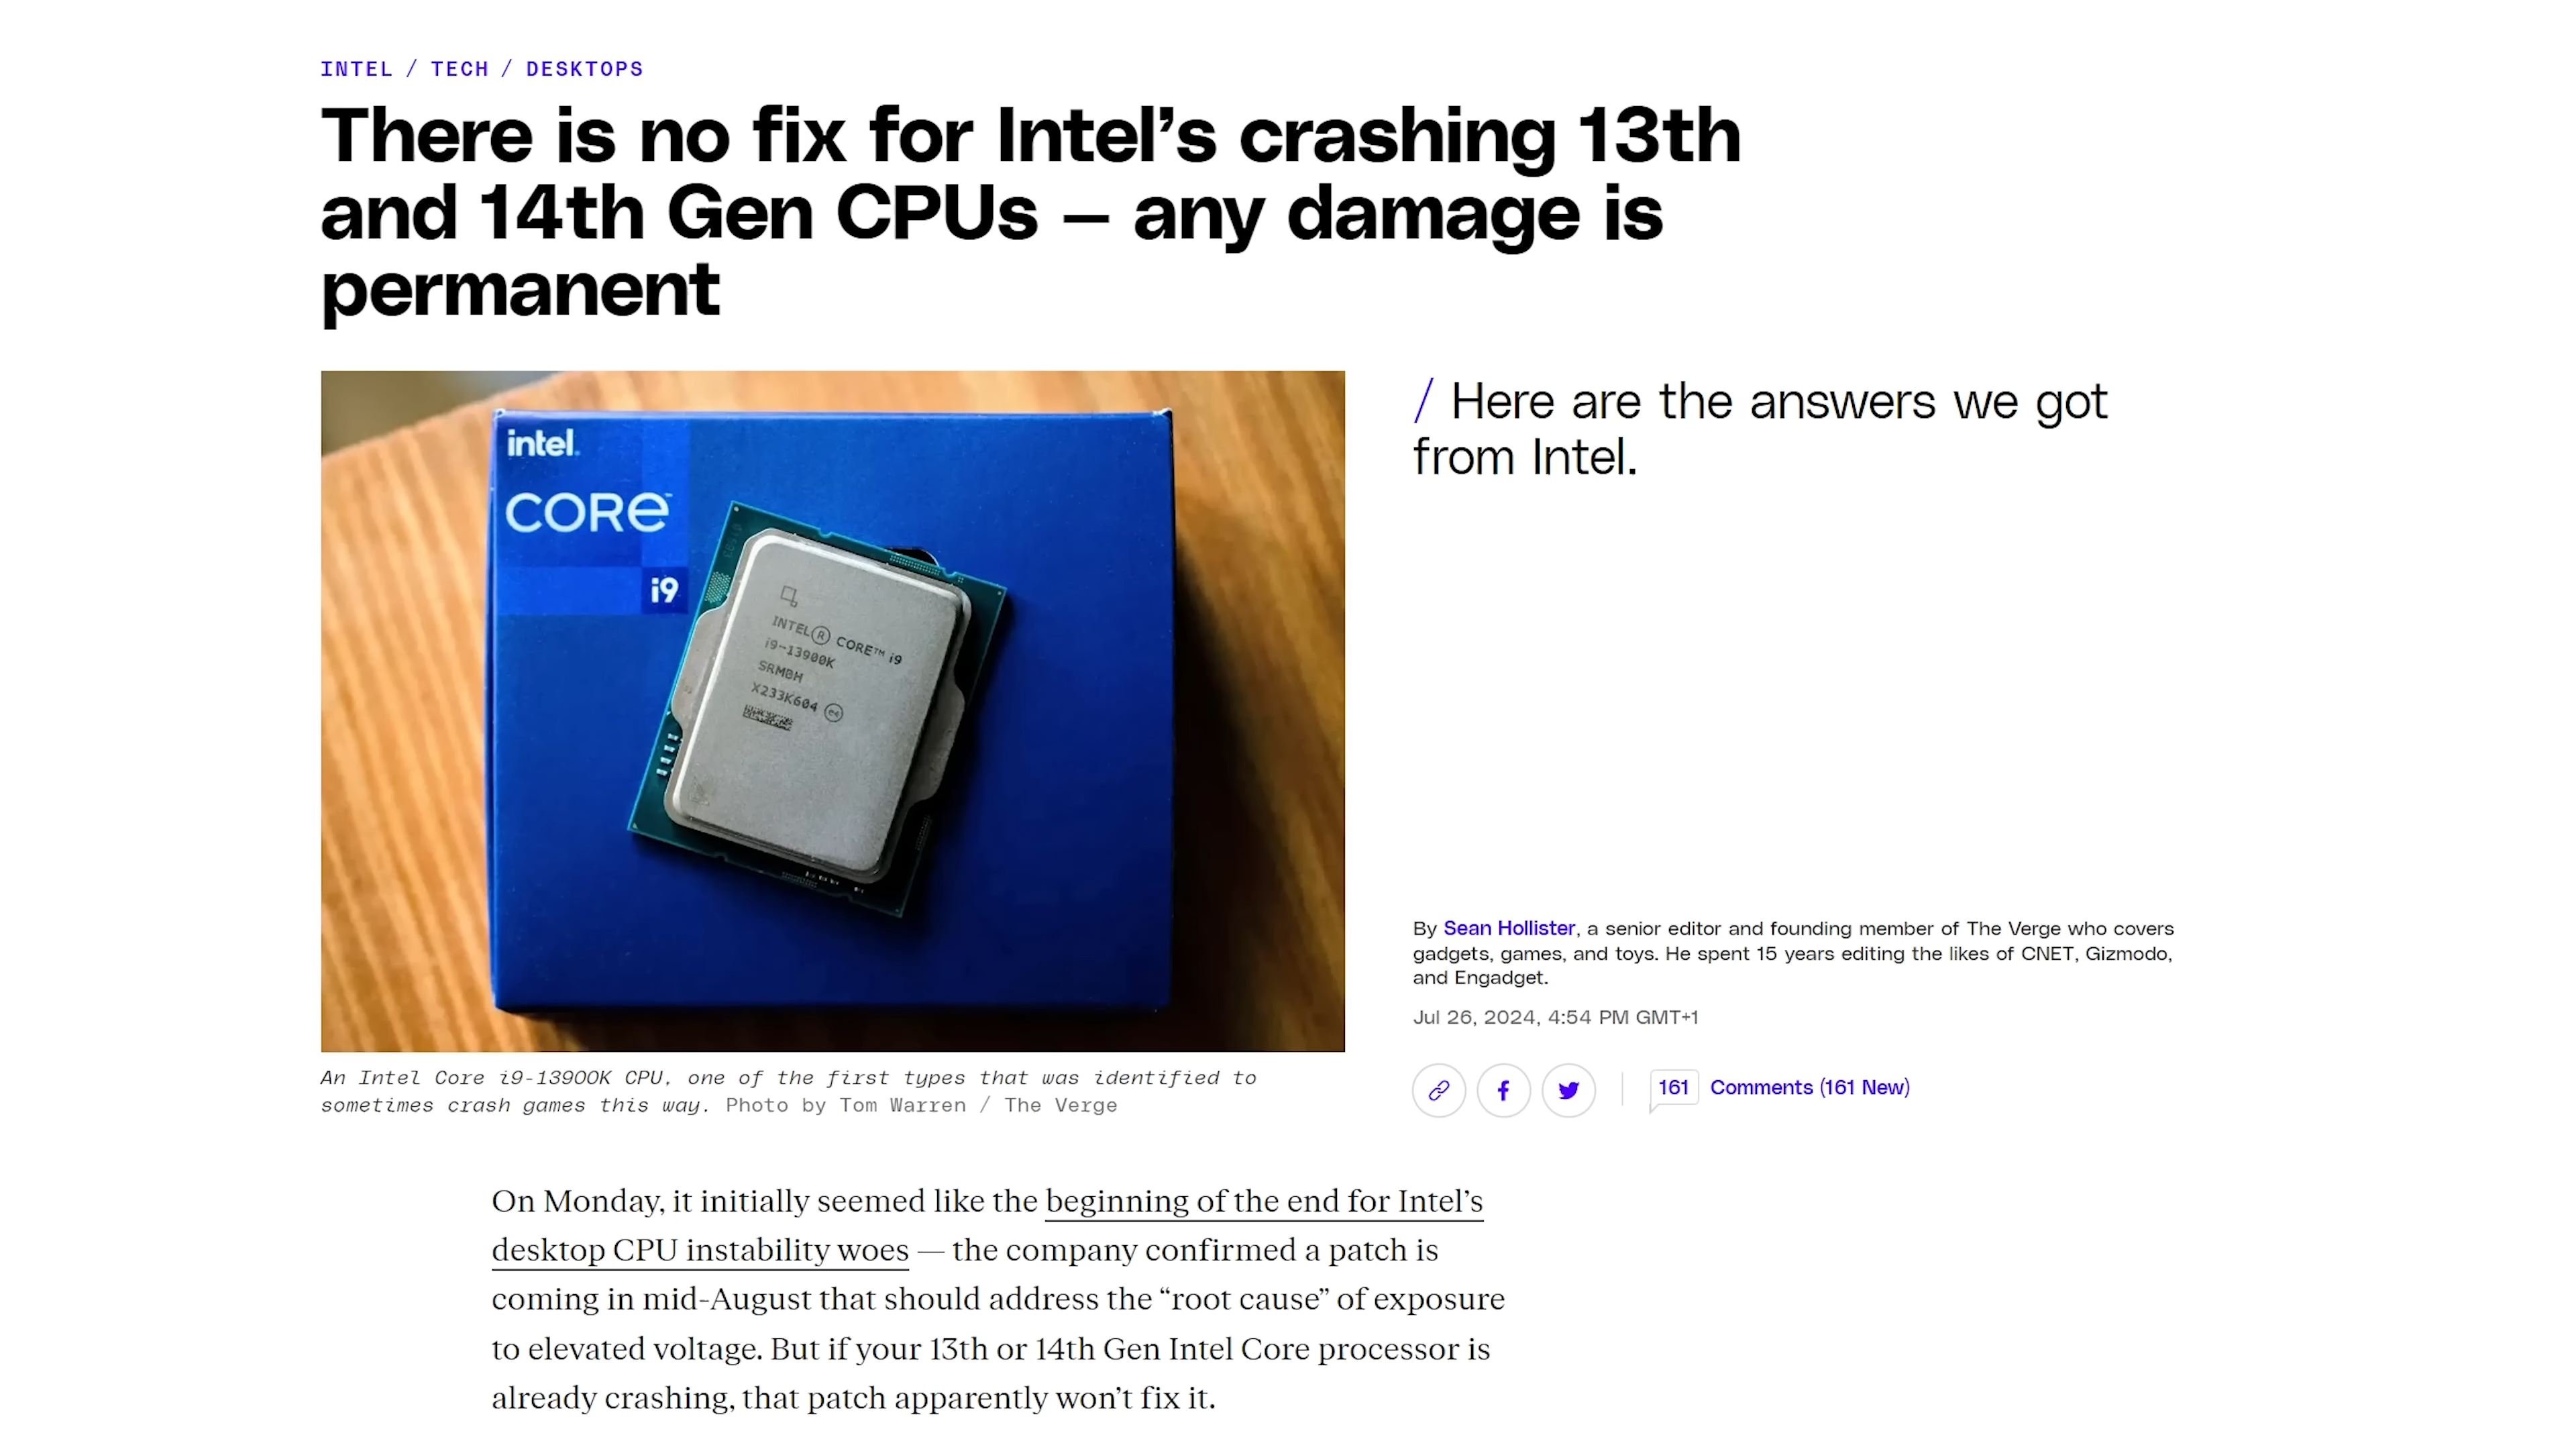 INTEL / TECH / DESKTOPS
There is no fix for Intel’s crashing 13th
and 14th Gen CPUs — any damage is
permanent
intel.
CORE™
i9
INTEL® CORE™ i9
i9-13900K
SRMBH
X233K604 e4
/ Here are the answers we got
from Intel.
By Sean Hollister, a senior editor and founding member of The Verge who covers
gadgets, games, and toys. He spent 15 years editing the likes of CNET, Gizmodo,
and Engadget.
Jul 26, 2024, 4:54 PM GMT+1
161 Comments (161 New)
An Intel Core i9-13900K CPU, one of the first types that was identified to
sometimes crash games this way. Photo by Tom Warren / The Verge
On Monday, it initially seemed like the beginning of the end for Intel’s
desktop CPU instability woes — the company confirmed a patch is
coming in mid-August that should address the “root cause” of exposure
to elevated voltage. But if your 13th or 14th Gen Intel Core processor is
already crashing, that patch apparently won’t fix it.